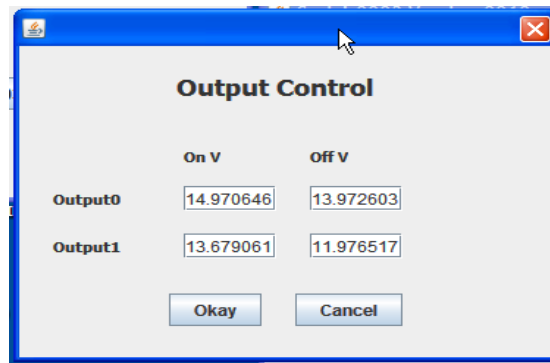 Output Control
On V Off V
Output0 14.970646 13.972603
Output1 13.679061 11.976517
Okay Cancel